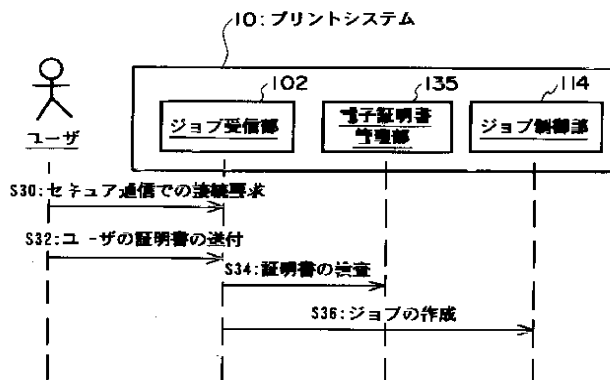 10:プリントシステム
102
135
114
ユーザ
ジョブ受信部
電子証明書
管理部
ジョブ制御部
S30:セキュア通信での接続要求
S32:ユーザの証明書の送付
S34:証明書の検査
S36:ジョブの作成